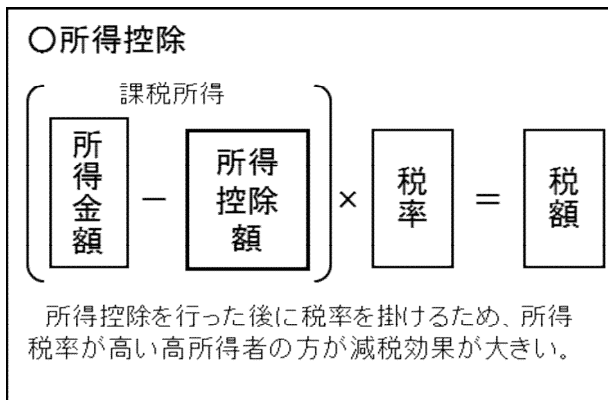 〇所得控除
課税所得
所得金額 － 所得控除額 × 税率 ＝ 税額
所得控除を行った後に税率を掛けるため、所得
税率が高い高所得者の方が減税効果が大きい。